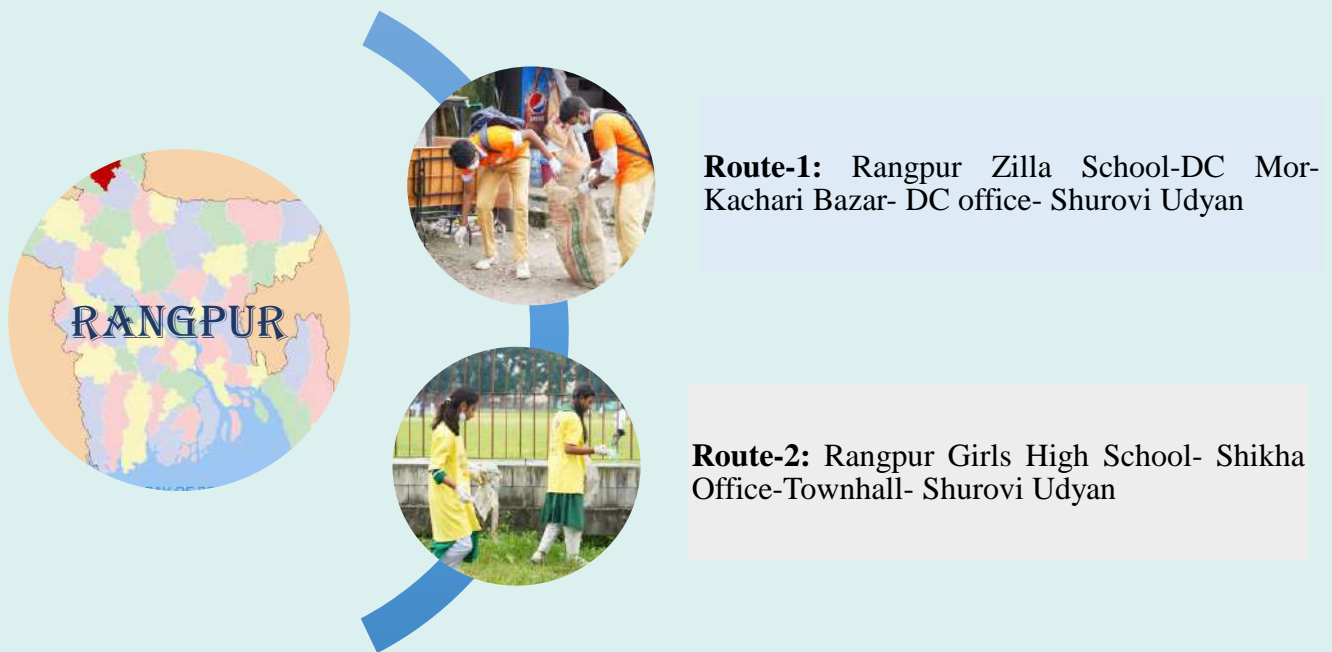 RANGPUR
pepsi
Route-1: Rangpur Zilla School-DC Mor-
Kachari Bazar- DC office- Shurovi Udyan
Route-2: Rangpur Girls High School- Shikha
Office-Townhall- Shurovi Udyan